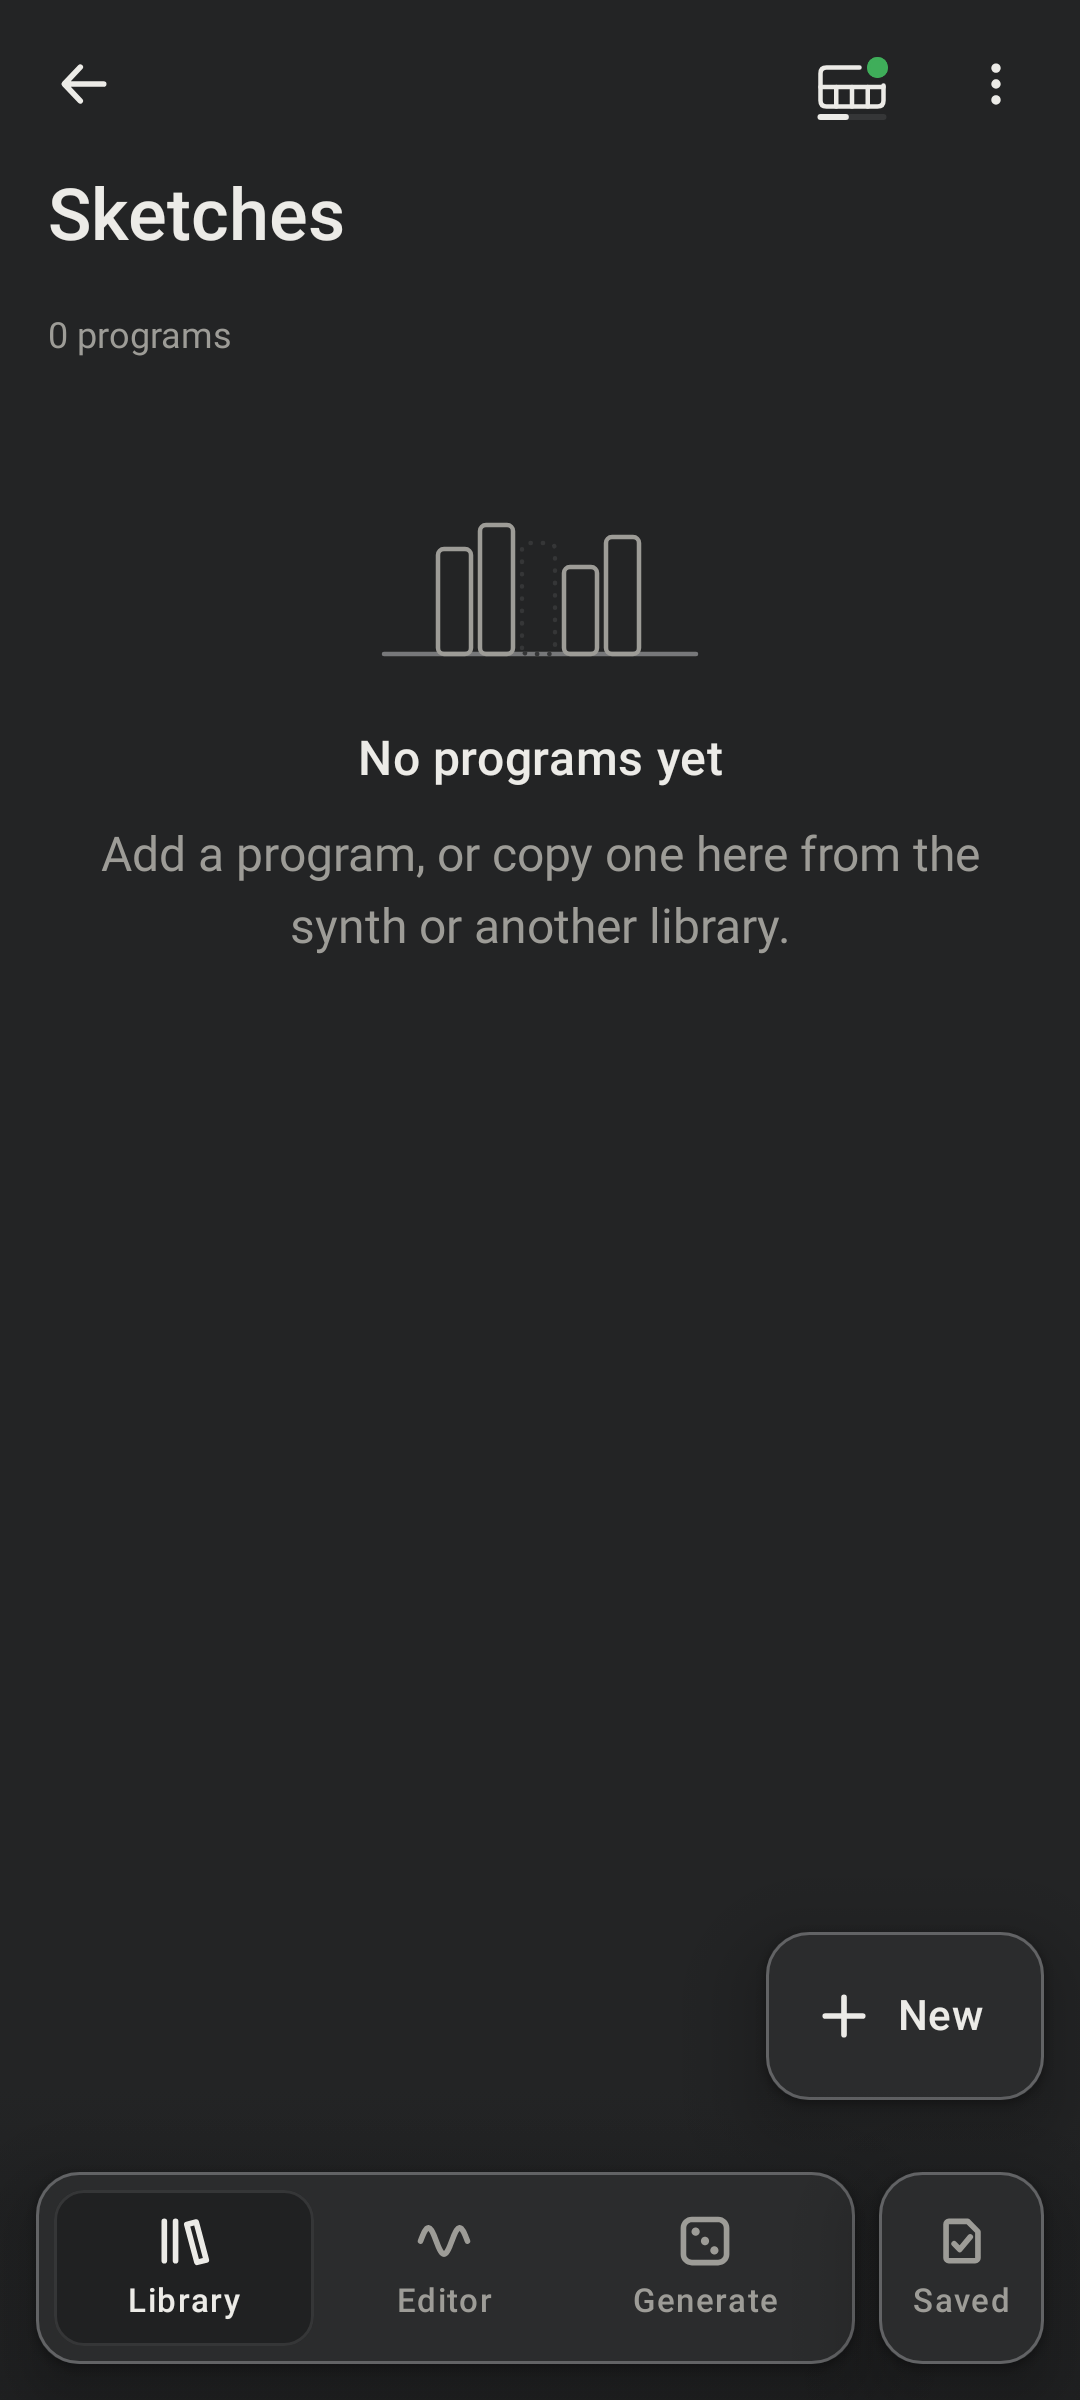 Sketches
0 programs
No programs yet
Add a program, or copy one here from the
synth or another library.
New
Library
Editor
Generate
Saved